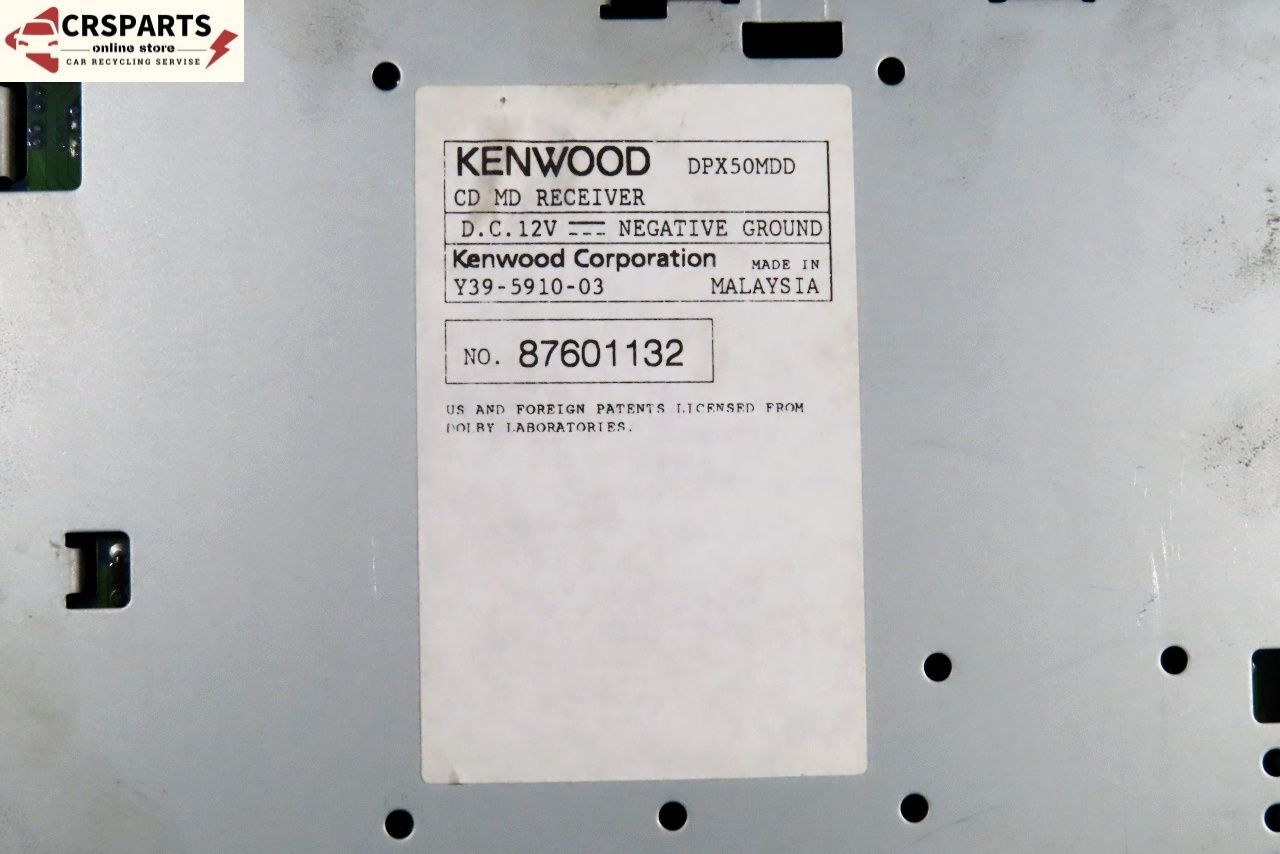 CRSPARTS
online store
CAR RECYCLING SERVISE
KENWOOD DPX50MDD
CD MD RECEIVER
D.C.12V NEGATIVE GROUND
Kenwood Corporation MADE IN
Y39-5910-03 MALAYSIA
NO. 87601132
US AND FOREIGN PATENTS LICENSED FROM
DOLBY LABORATORIES.